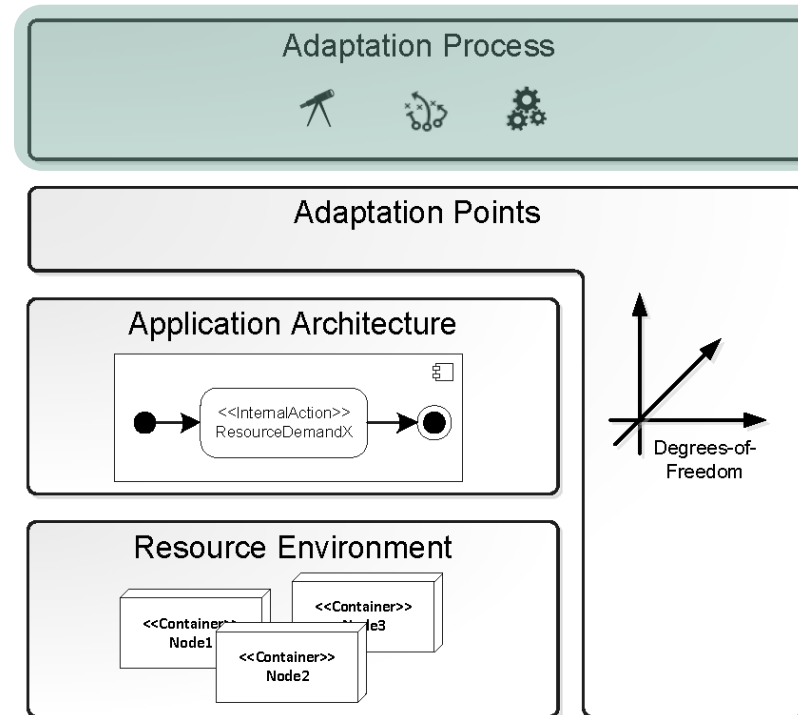 Adaptation Process
Adaptation Points
Application Architecture
<<InternalAction>>
ResourceDemandX
Degrees-of-
Freedom
Resource Environment
<<Container>>
Node1
<<Container>>
Node2
<<Container>>